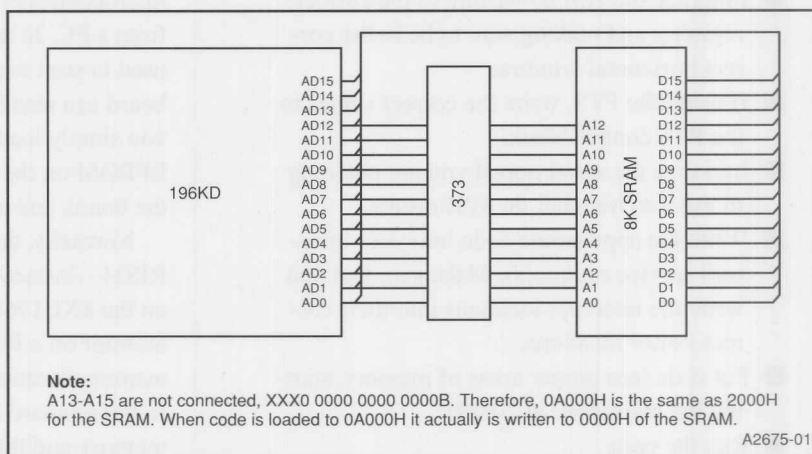 196KD
AD15
AD14
AD13
AD12
AD11
AD10
AD9
AD8
AD7
AD6
AD5
AD4
AD3
AD2
AD1
AD0
373
A12
A11
A10
A9
A8
A7
A6
A5
A4
A3
A2
A1
A0
8K SRAM
D15
D14
D13
D12
D11
D10
D9
D8
D7
D6
D5
D4
D3
D2
D1
D0
Note:
A13-A15 are not connected, XXX0 0000 0000 0000B. Therefore, 0A000H is the same as 2000H
for the SRAM. When code is loaded to 0A000H it actually is written to 0000H of the SRAM.
A2675-01